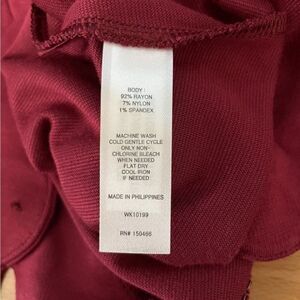 BODY:
92% RAYON
7% NYLON
1% SPANDEX
MACHINE WASH
COLD GENTLE CYCLE
ONLY NON-
CHLORINE BLEACH
WHEN NEEDED
FLAT DRY
COOL IRON
IF NEEDED
MADE IN PHILIPPINES
WK10199
RN# 150466